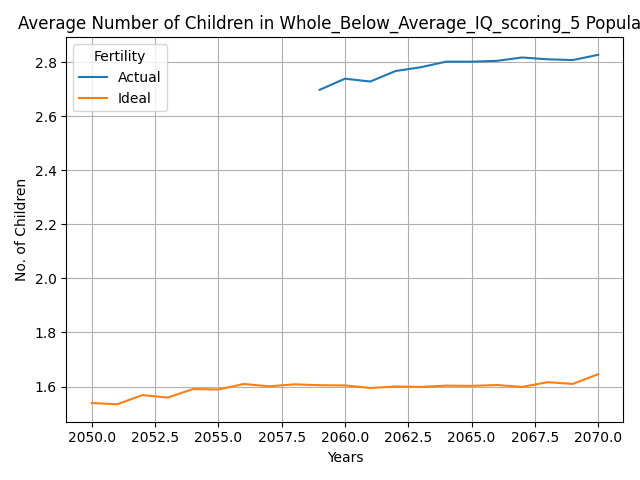 Average Number of Children in Whole_Below_Average_IQ_scoring_5 Popula
Fertility
Actual
Ideal
2.8
2.6
2.4
2.2
2.0
1.8
1.6
No. of Children
2050.0 2052.5 2055.0 2057.5 2060.0 2062.5 2065.0 2067.5 2070.0
Years